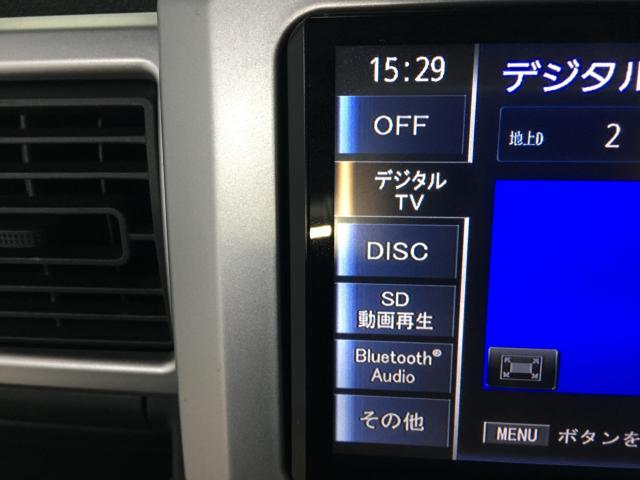 15:29
デジタル
OFF
地上D 2
デジタル
TV
DISC
SD
動画再生
Bluetooth®
Audio
その他
MENU ボタンを